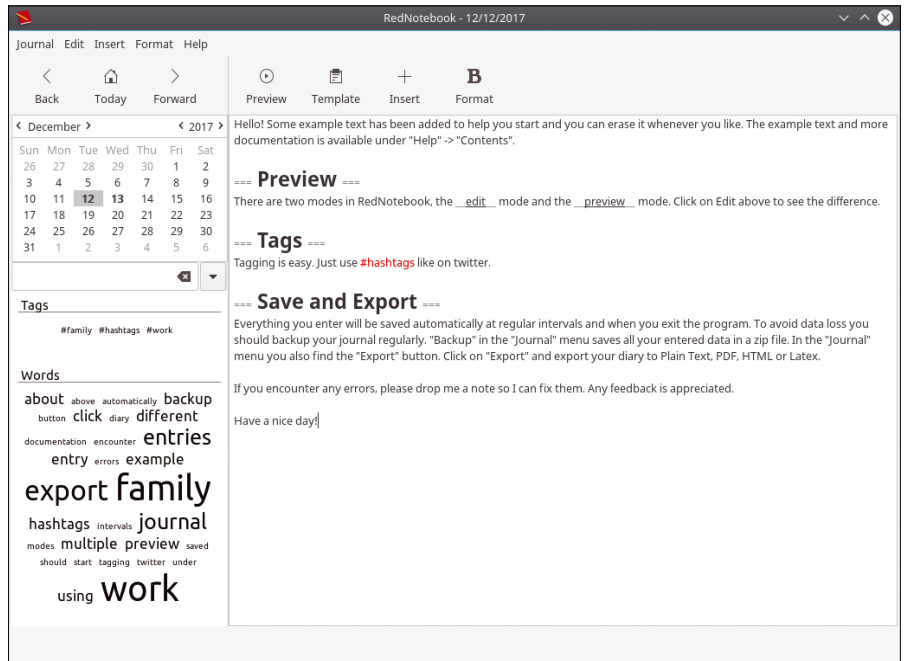 RedNotebook - 12/12/2017
Journal Edit Insert Format Help
Back Today Forward
Preview Template Insert Format
December 2017
Sun Mon Tue Wed Thu Fri Sat
26 27 28 29 30 1 2
3 4 5 6 7 8 9
10 11 12 13 14 15 16
17 18 19 20 21 22 23
24 25 26 27 28 29 30
31 1 2 3 4 5 6
Tags
#family #hashtags #work
Words
about above automatically backup
button click diary different
documentation encounter entries
entry errors example
export family
hashtags intervals journal
modes multiple preview saved
should start tagging twitter under
using work
Hello! Some example text has been added to help you start and you can erase it whenever you like. The example text and more
documentation is available under "Help" -> "Contents".
=== Preview ===
There are two modes in RedNotebook, the __edit__ mode and the __preview__ mode. Click on Edit above to see the difference.
=== Tags ===
Tagging is easy. Just use #hashtags like on twitter.
=== Save and Export ===
Everything you enter will be saved automatically at regular intervals and when you exit the program. To avoid data loss you
should backup your journal regularly. "Backup" in the "Journal" menu saves all your entered data in a zip file. In the "Journal"
menu you also find the "Export" button. Click on "Export" and export your diary to Plain Text, PDF, HTML or Latex.
If you encounter any errors, please drop me a note so I can fix them. Any feedback is appreciated.
Have a nice day!